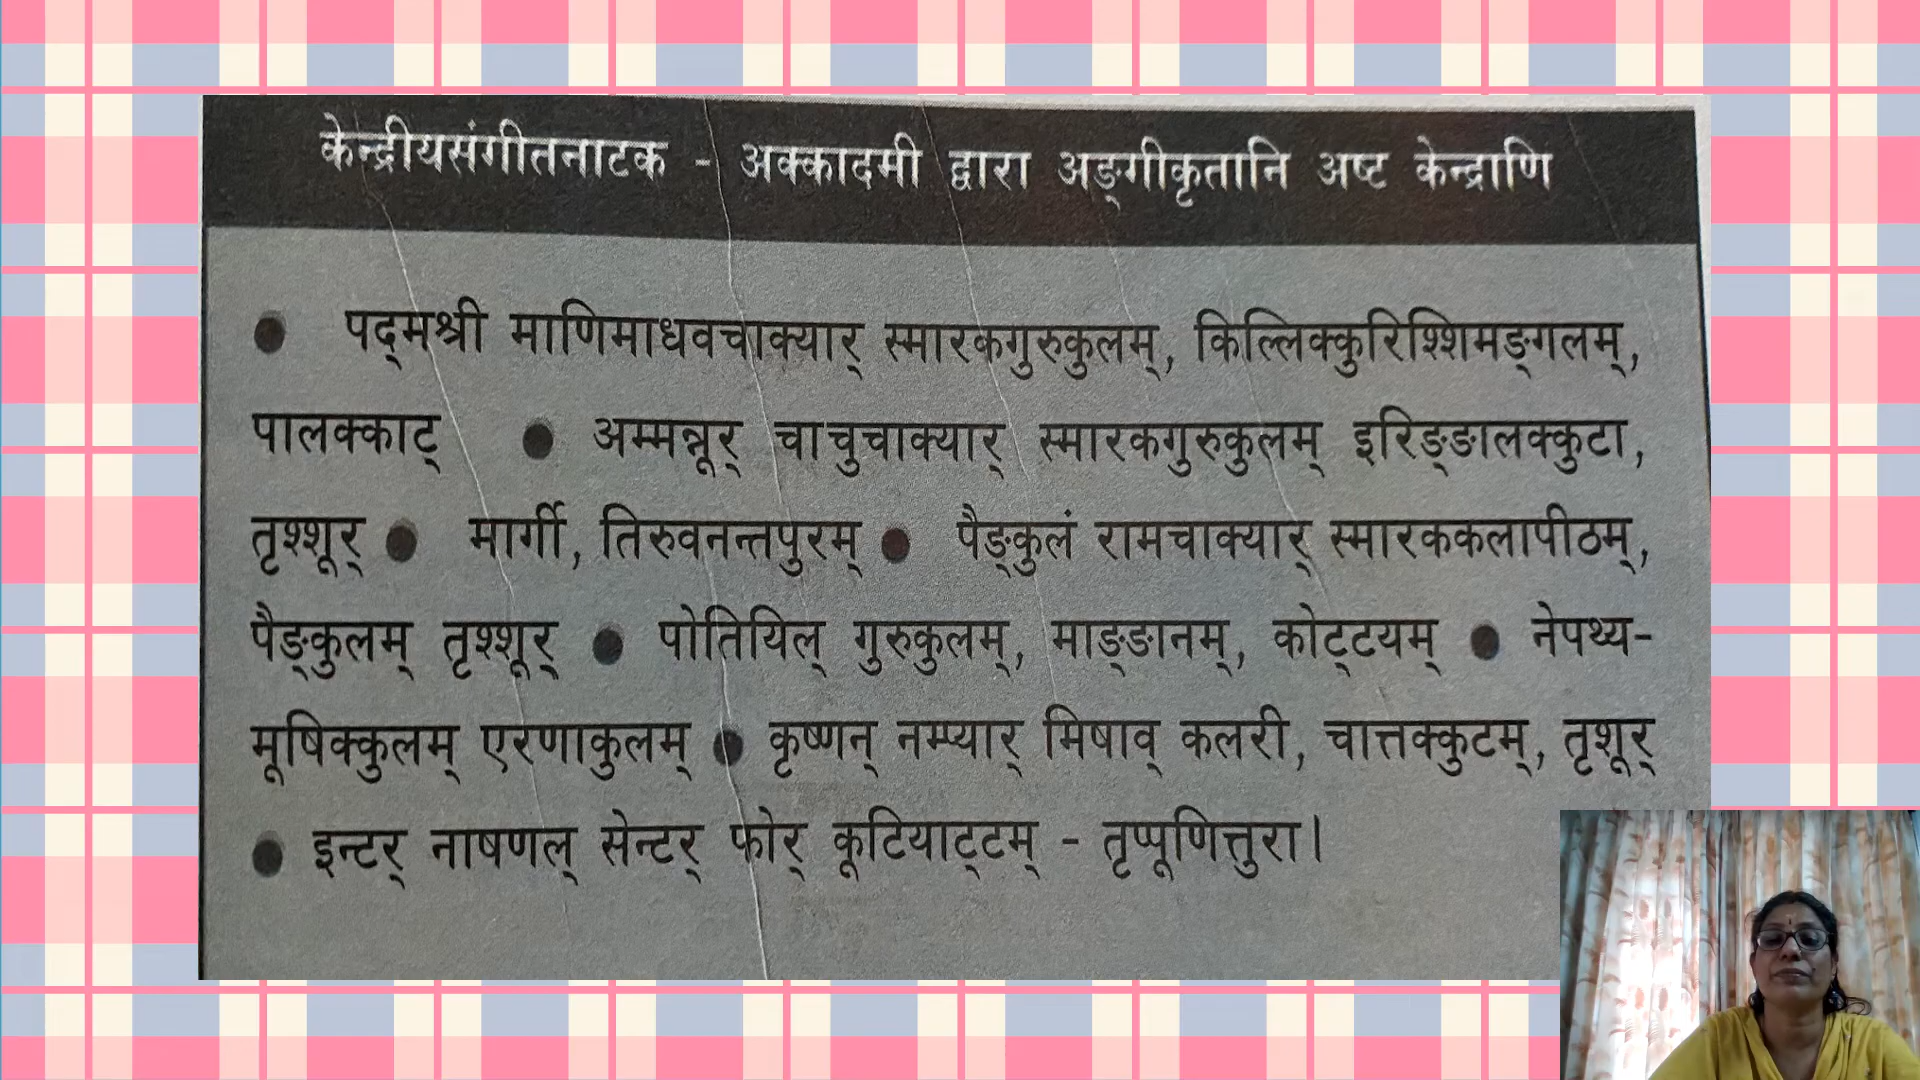 केन्द्रीयसंगीतनाटक - अक्कादमी द्वारा अङ्गीकृतानि अष्ट केन्द्राणि
● पद्मश्री माणिमाधवचाक्यार् स्मारकगुरुकुलम्, किल्लिक्कुरिश्शिमङ्गलम्,
पालक्काट् ● अम्मन्नूर् चाचुचाक्यार् स्मारकगुरुकुलम् इरिङ्ङालक्कुटा,
तृश्शूर् ● मार्गी, तिरुवनन्तपुरम् ● पैङ्कुलं रामचाक्यार् स्मारककलापीठम्,
पैङ्कुलम् तृश्शूर् ● पोतियिल् गुरुकुलम्, माङ्ङानम्, कोट्टयम् ● नेपथ्य-
मूषिक्कुलम् एरणाकुलम् ● कृष्णन् नम्प्यार् मिषाव् कलरी, चात्तक्कुटम्, तृशूर्
● इन्टर् नाषणल् सेन्टर् फोर् कूटियाट्टम् - तृप्पूणित्तुरा।